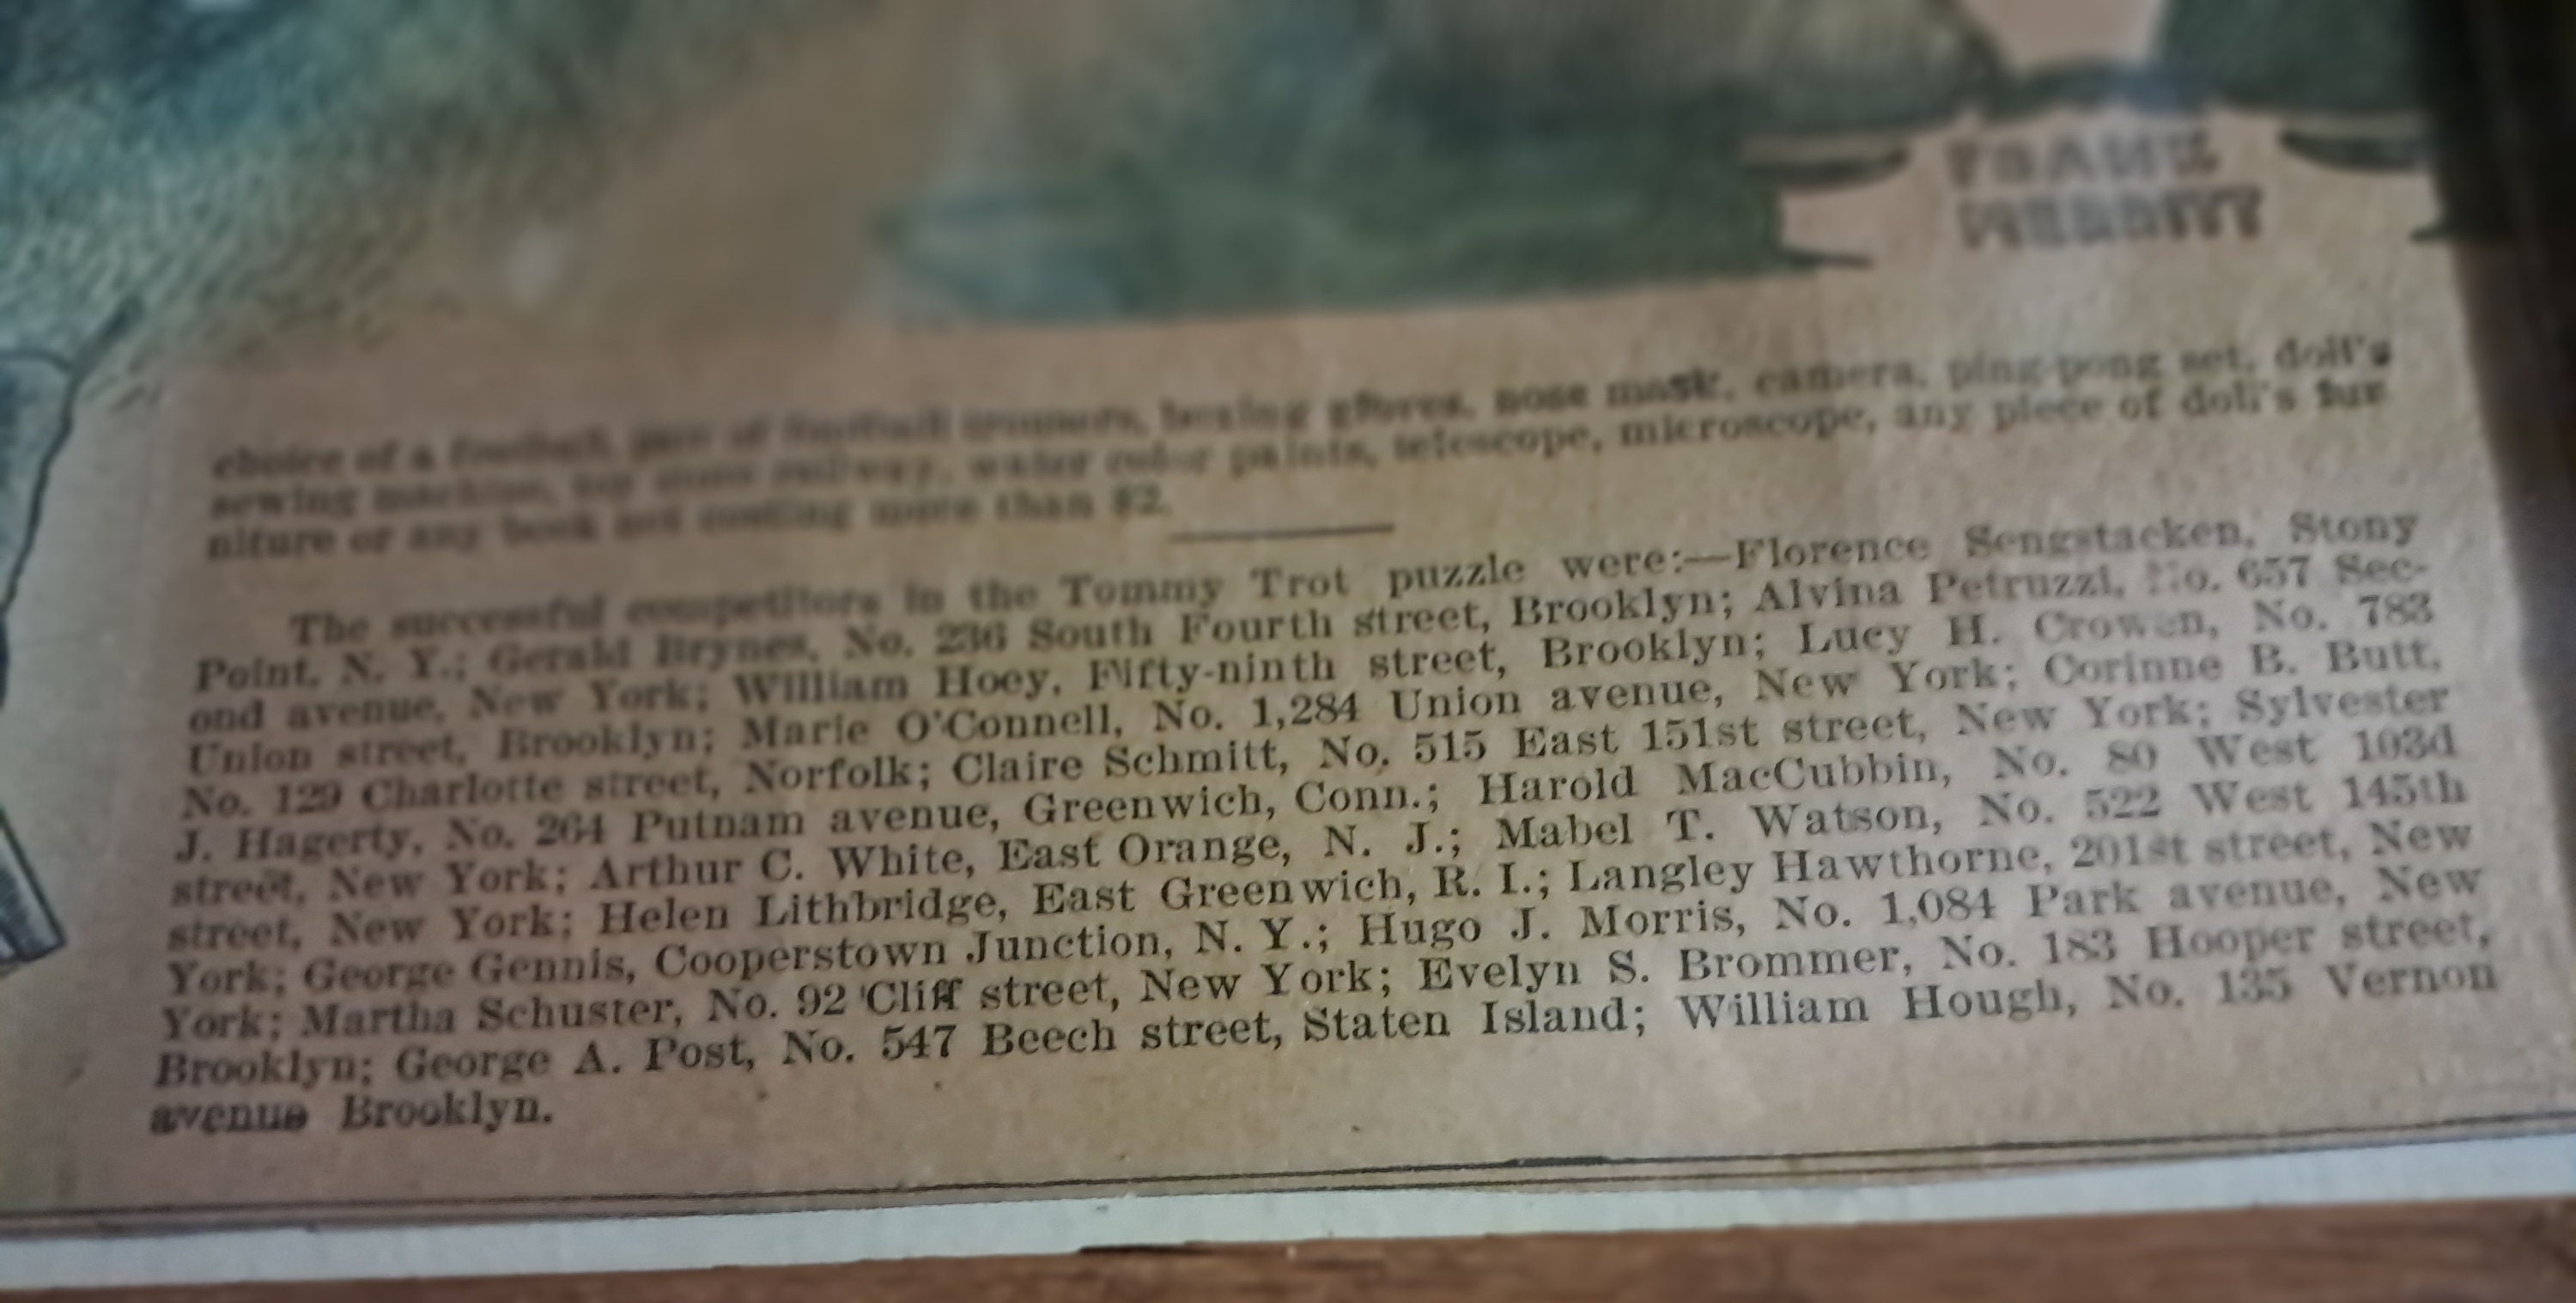 FRANK
choice of a football, pair of football trousers, boxing gloves, nose mask, camera, ping-pong set, doll's
sewing machine, railway, water color paints, telescope, microscope, any piece of doll's fur
niture or any book not costing more than $2.
The successful competitors in the Tommy Trot puzzle were:—Florence Sengstacken, Stony
Point, N. Y.; Gerald Brynes, No. 236 South Fourth street, Brooklyn; Alvina Petruzzi, No. 657 Sec-
ond avenue, New York; William Hoey, Fifty-ninth street, Brooklyn; Lucy H. Crowen, No. 783
Union street, Brooklyn; Marie O'Connell, No. 1,284 Union avenue, New York; Corinne B. Butt,
No. 129 Charlotte street, Norfolk; Claire Schmitt, No. 515 East 151st street, New York; Sylvester
J. Hagerty, No. 264 Putnam avenue, Greenwich, Conn.; Harold MacCubbin, No. 80 West 103d
street, New York; Arthur C. White, East Orange, N. J.; Mabel T. Watson, No. 522 West 145th
street, New York; Helen Lithbridge, East Greenwich, R. I.; Langley Hawthorne, 201st street, New
York; George Gennis, Cooperstown Junction, N. Y.; Hugo J. Morris, No. 1,084 Park avenue, New
York; Martha Schuster, No. 92 Cliff street, New York; Evelyn S. Brommer, No. 183 Hooper street,
Brooklyn; George A. Post, No. 547 Beech street, Staten Island; William Hough, No. 135 Vernon
avenue Brooklyn.